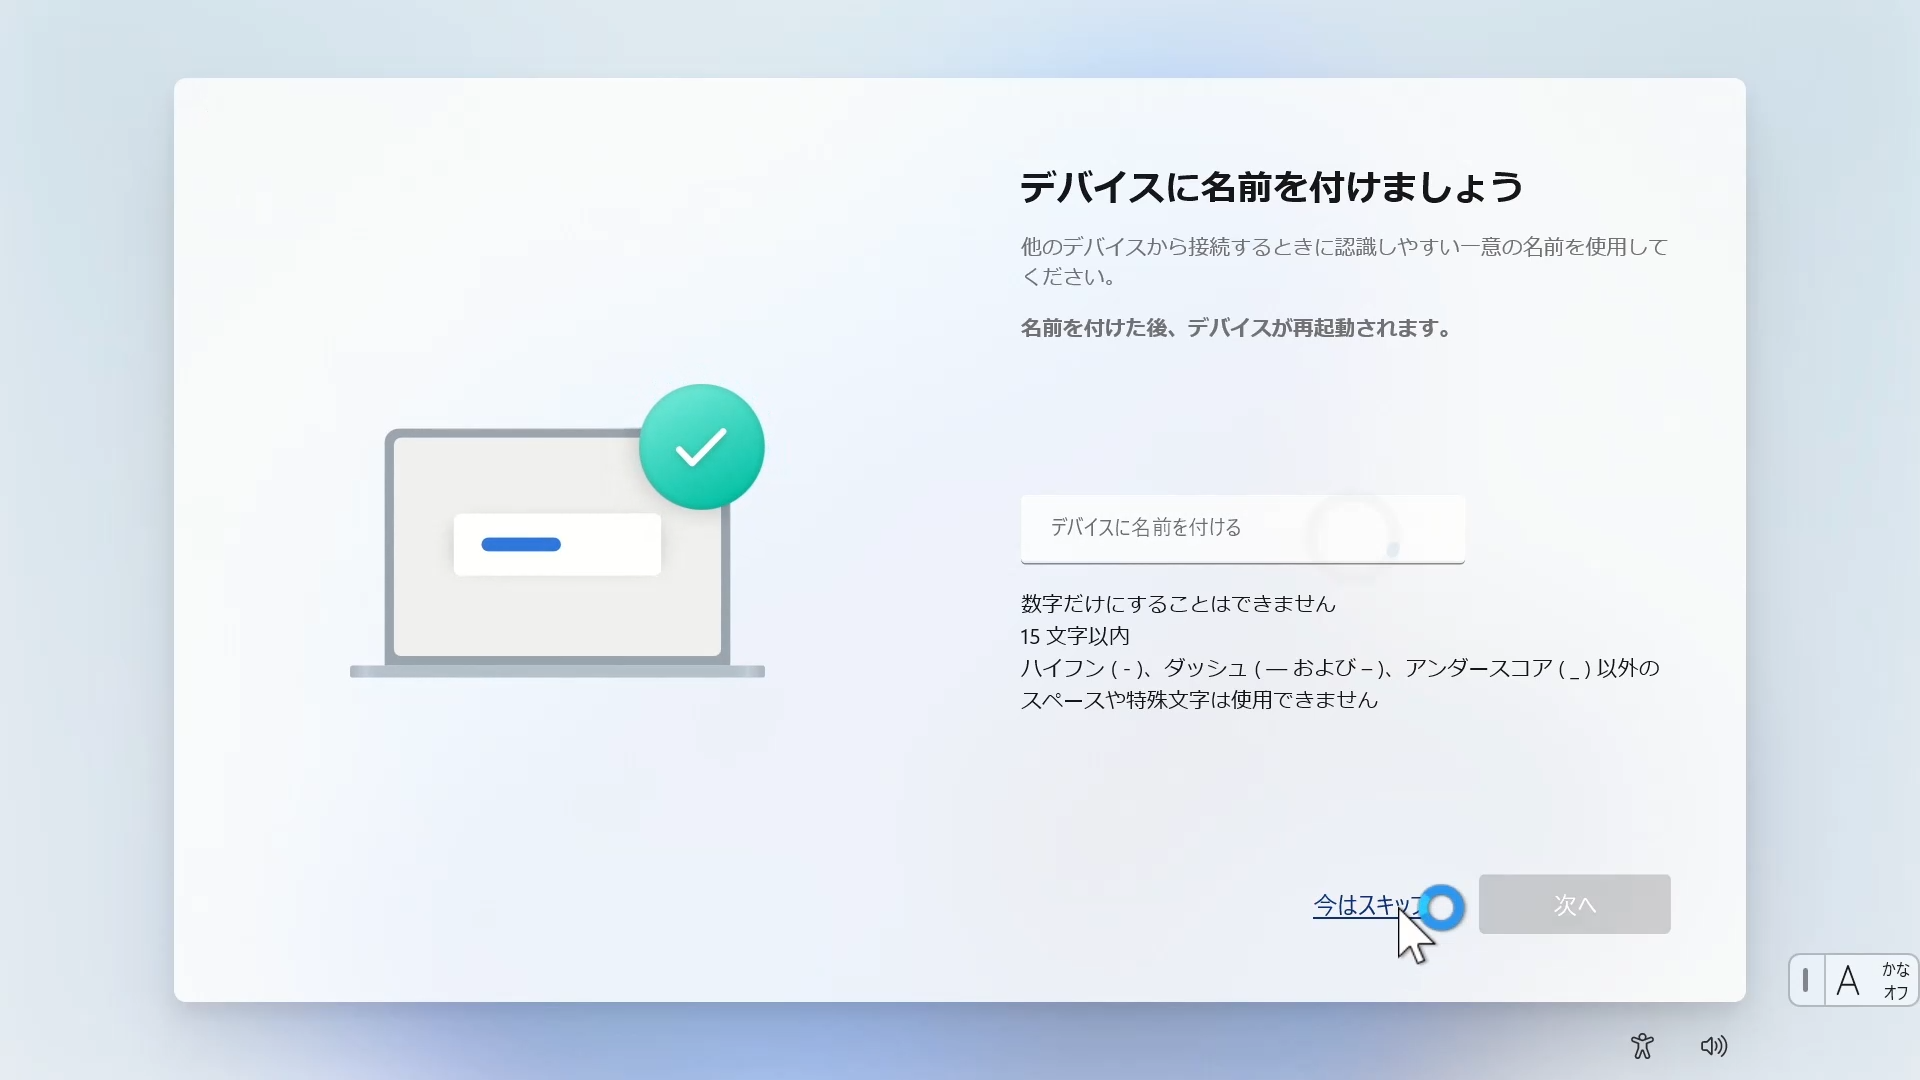 デバイスに名前を付けましょう
他のデバイスから接続するときに認識しやすい一意の名前を使用して
ください。
名前を付けた後、デバイスが再起動されます。
デバイスに名前を付ける
数字だけにすることはできません
15 文字以内
ハイフン ( - )、ダッシュ ( — および – )、アンダースコア ( _ ) 以外の
スペースや特殊文字は使用できません
今はスキップ
次へ
A
かな
オフ